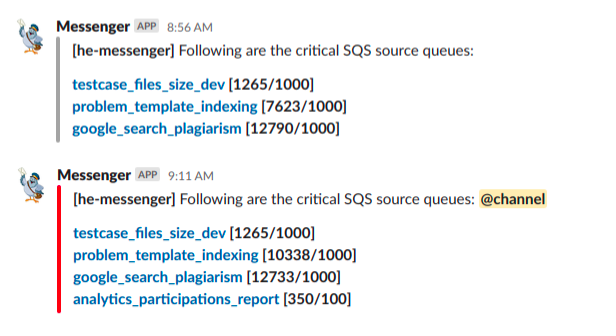 Messenger APP 8:56 AM
[he-messenger] Following are the critical SQS source queues:
testcase_files_size_dev [1265/1000]
problem_template_indexing [7623/1000]
google_search_plagiarism [12790/1000]
Messenger APP 9:11 AM
[he-messenger] Following are the critical SQS source queues: @channel
testcase_files_size_dev [1265/1000]
problem_template_indexing [10338/1000]
google_search_plagiarism [12733/1000]
analytics_participations_report [350/100]